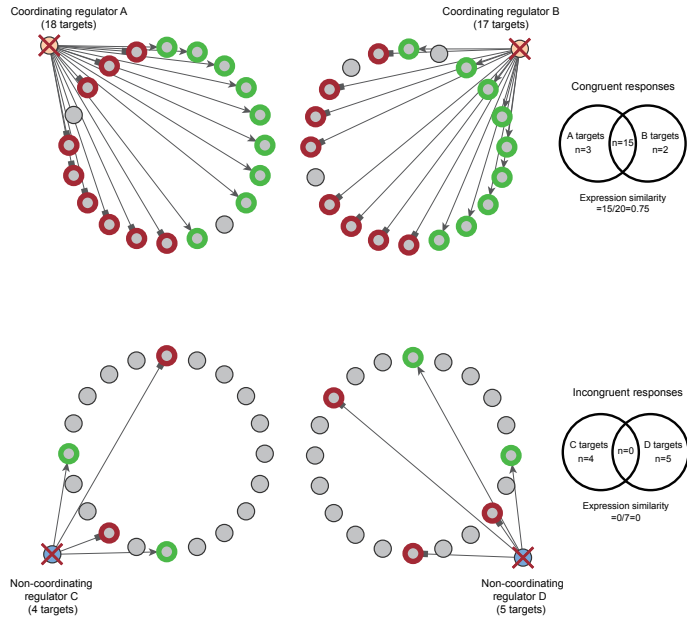 Coordinating regulator A
(18 targets)
Coordinating regulator B
(17 targets)
Congruent responses
A targets
n=3
n=15
B targets
n=2
Expression similarity
=15/20=0.75
Incongruent responses
C targets
n=4
n=0
D targets
n=5
Expression similarity
=0/7=0
Non-coordinating
regulator C
(4 targets)
Non-coordinating
regulator D
(5 targets)